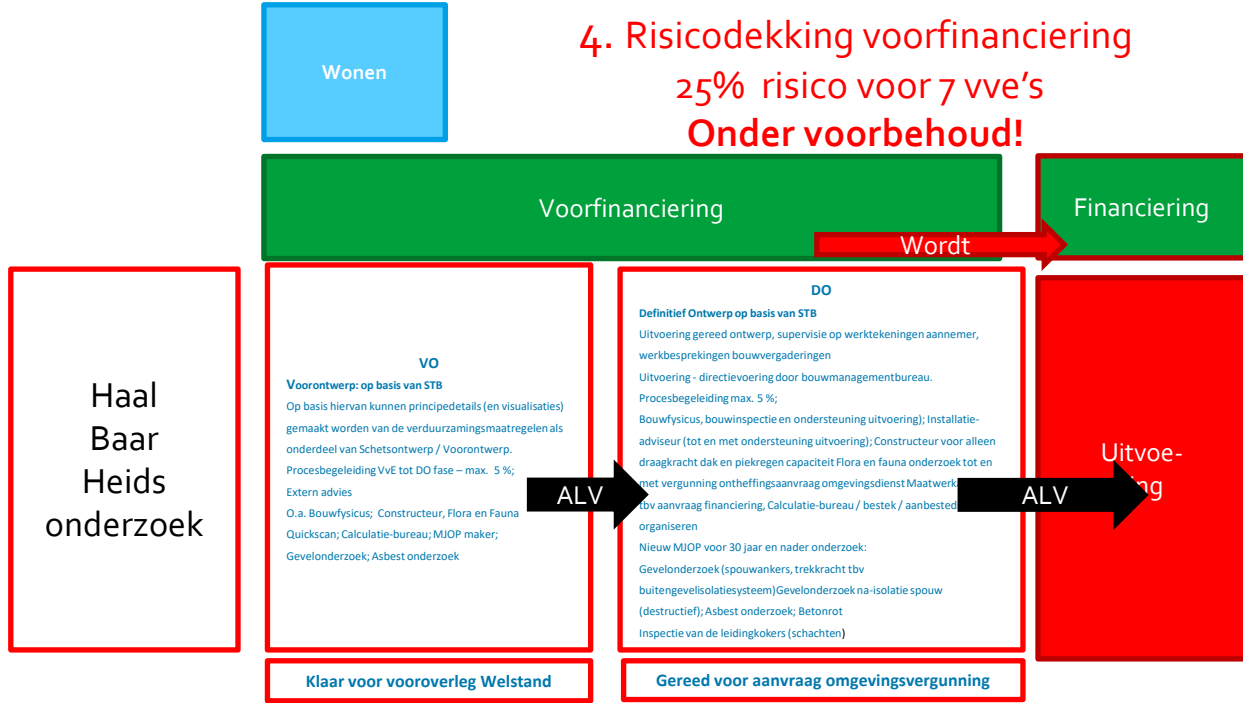 Wonen
4. Risicodekking voorfinanciering
25% risico voor 7 vve's
Onder voorbehoud!
Voorfinanciering
Financiering
Wordt
Haal
Baar
Heids
onderzoek
VO
Voorontwerp: op basis van STB
Op basis hiervan kunnen principedetails (en visualisaties)
gemaakt worden van de verduurzamingsmaatregelen als
onderdeel van Schetsontwerp / Voorontwerp.
Procesbegeleiding VvE tot DO fase – max. 5 %;
Extern advies
O.a. Bouwfysicus; Constructeur, Flora en Fauna
Quickscan; Calculatie-bureau; MJOP maker;
Gevelonderzoek; Asbest onderzoek
ALV
DO
Definitief Ontwerp op basis van STB
Uitvoering gereed ontwerp, supervisie op werktekeningen aannemer,
werkbesprekingen bouwvergaderingen
Uitvoering - directievoering door bouwmanagementbureau.
Procesbegeleiding max. 5 %;
Bouwfysicus, bouwinspectie en ondersteuning uitvoering); Installatie-
adviseur (tot en met ondersteuning uitvoering); Constructeur voor alleen
draagkracht dak en piekregen capaciteit Flora en fauna onderzoek tot en
met vergunning ontheffingsaanvraag omgevingsdienst
tbv aanvraag financiering, Calculatie-bureau / bestek /
organiseren
Nieuw MJOP voor 30 jaar en nader onderzoek:
Gevelonderzoek (spouwankers, trekkracht tbv
buitengevelisolatiesysteem)Gevelonderzoek na-isolatie spouw
(destructief); Asbest onderzoek; Betonrot
Inspectie van de leidingkokers (schachten)
ALV
Uitvoe-
Klaar voor vooroverleg Welstand
Gereed voor aanvraag omgevingsvergunning